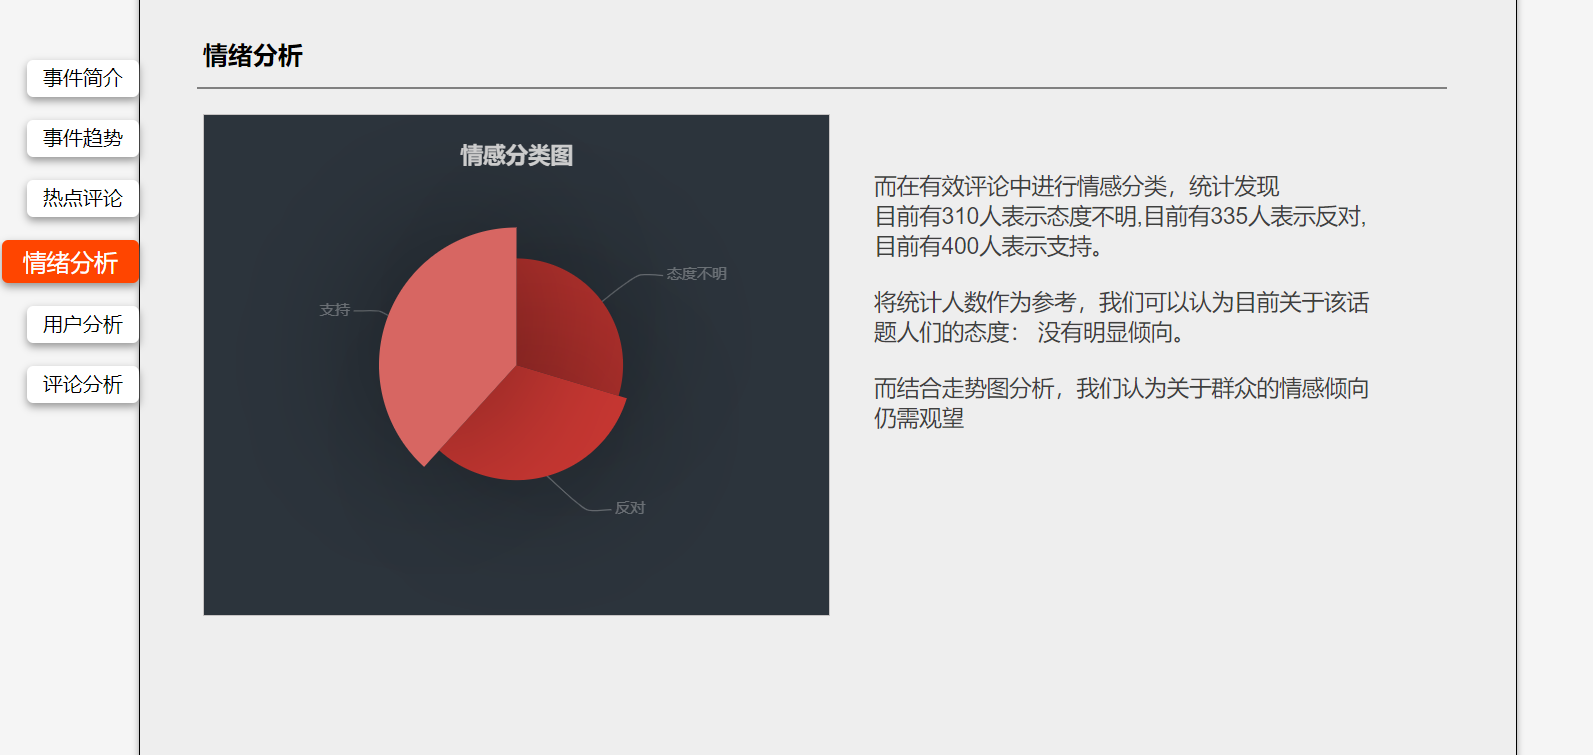 事件简介
事件趋势
热点评论
情绪分析
用户分析
评论分析
情绪分析
情感分类图
态度不明
支持
反对
而在有效评论中进行情感分类，统计发现
目前有310人表示态度不明,目前有335人表示反对,
目前有400人表示支持。
将统计人数作为参考，我们可以认为目前关于该话
题人们的态度： 没有明显倾向。
而结合走势图分析，我们认为关于群众的情感倾向
仍需观望